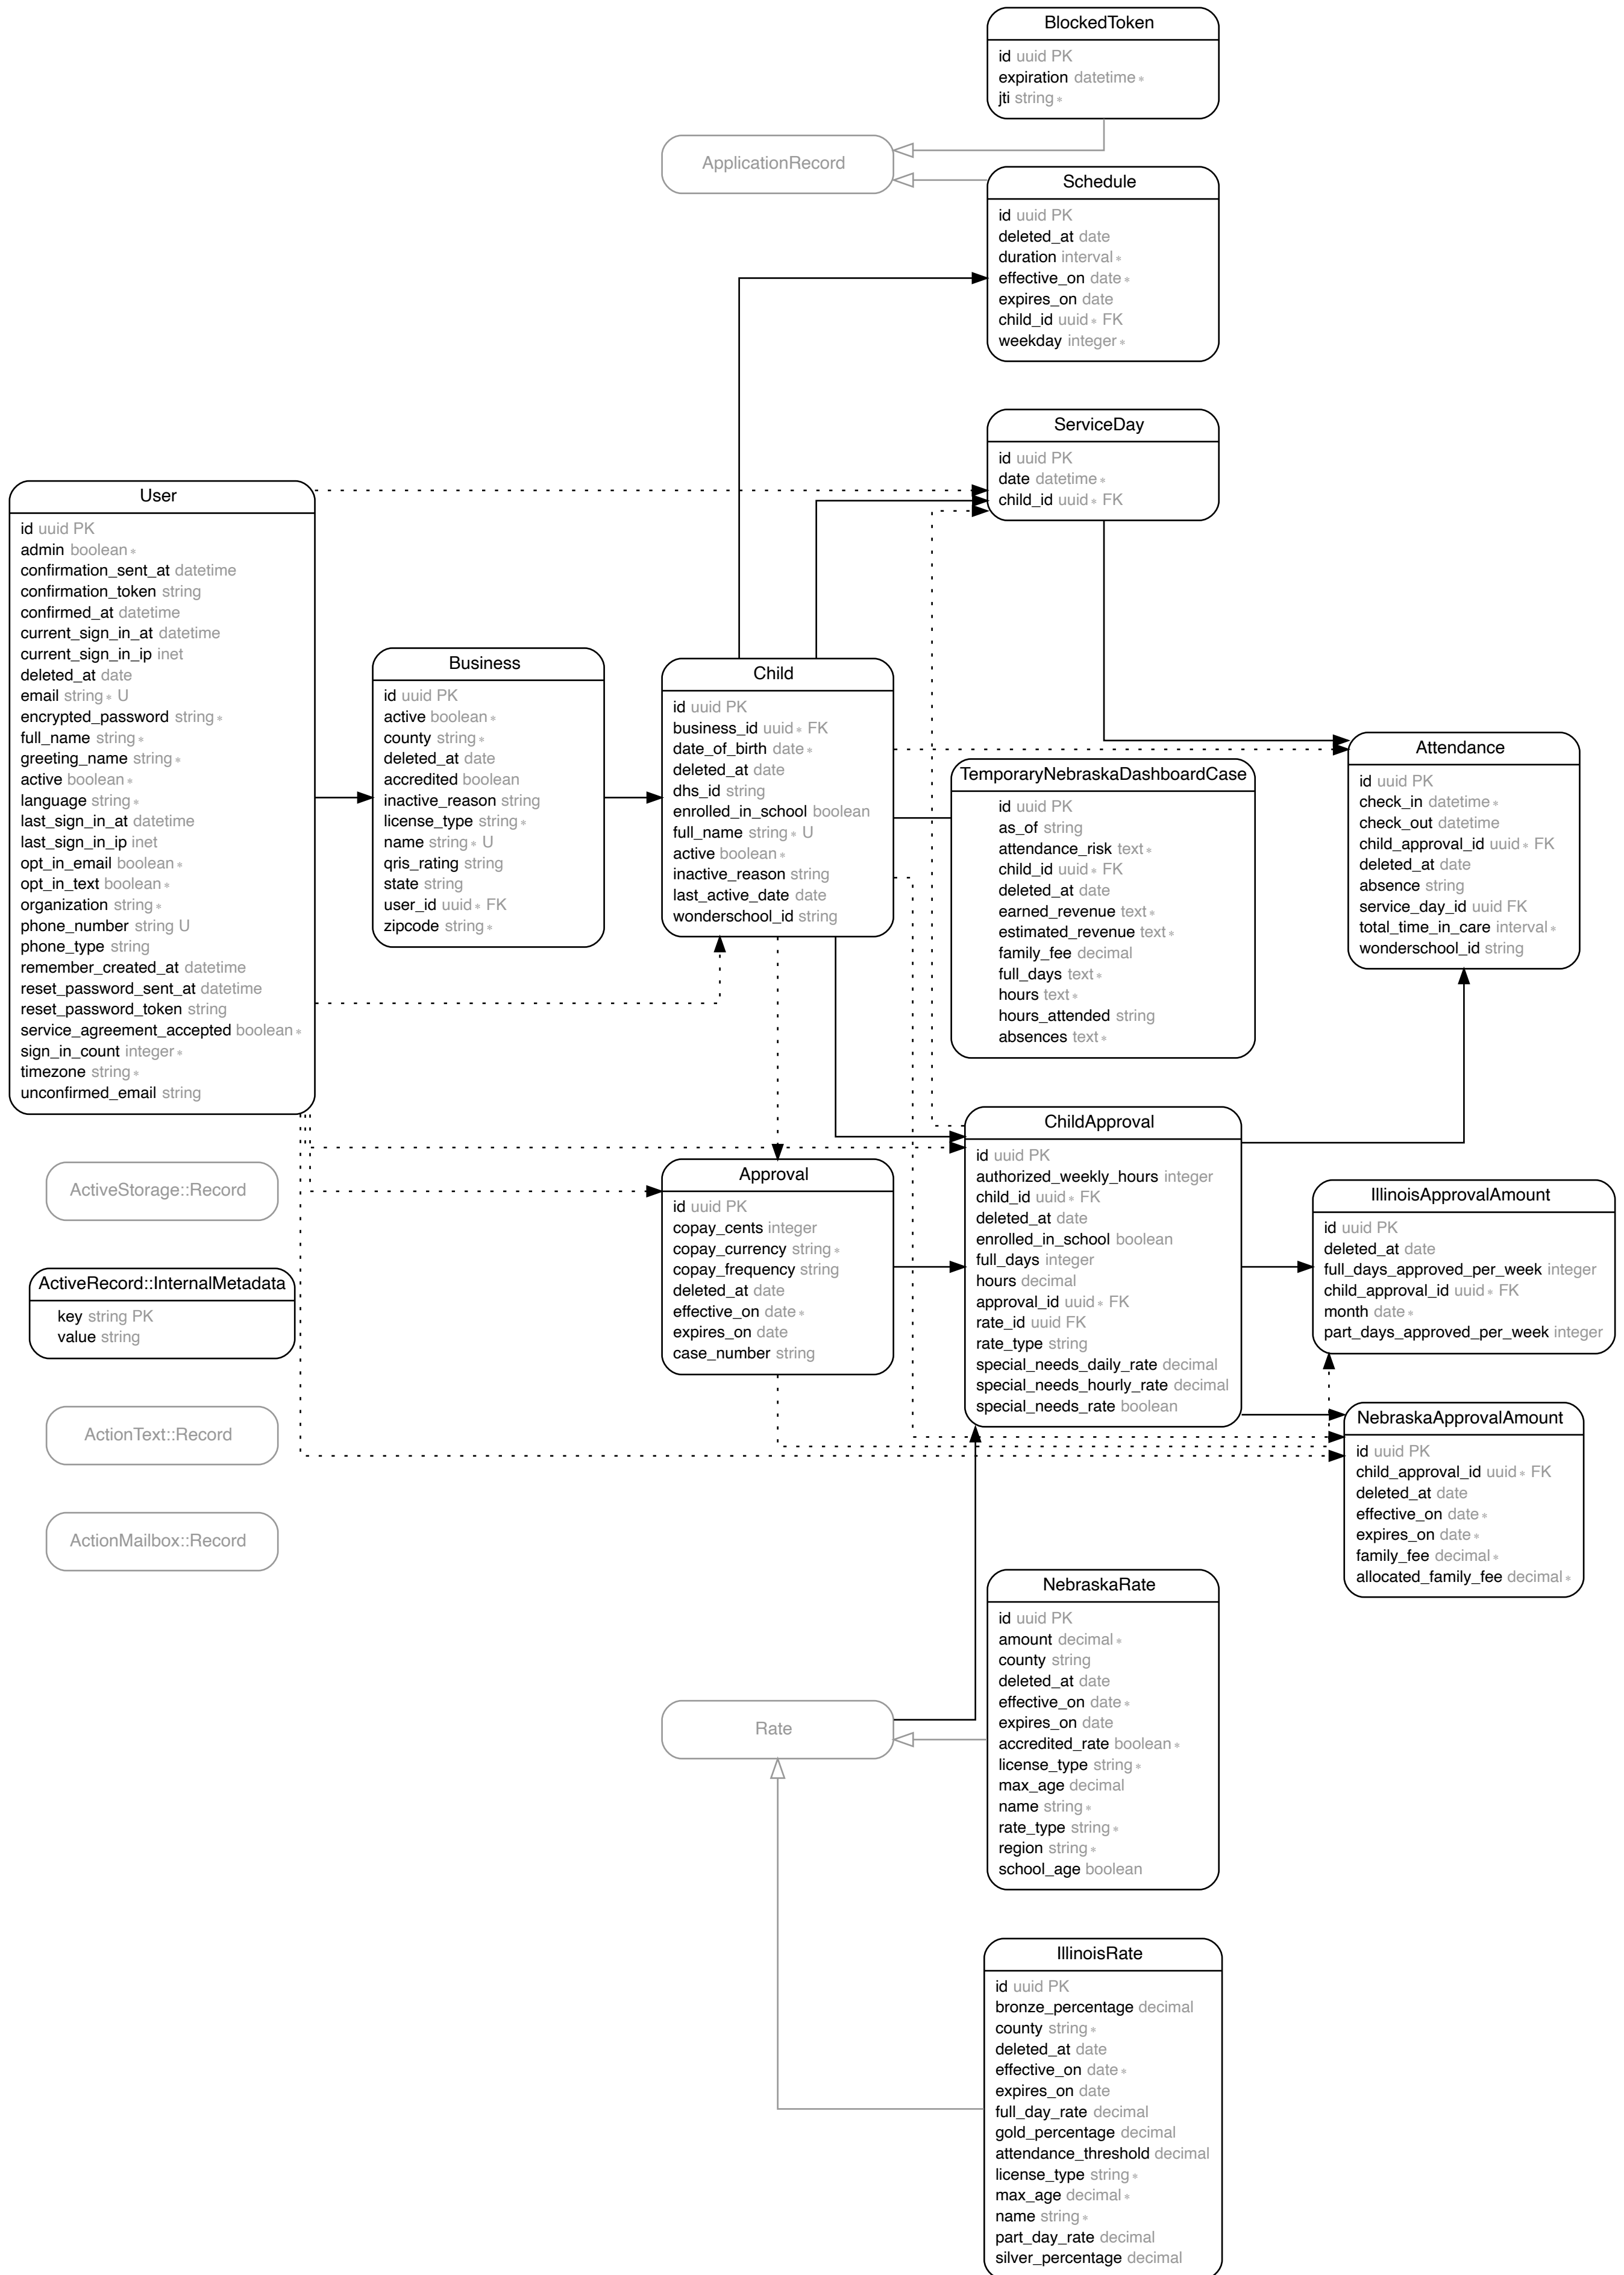 BlockedToken
id uuid PK
expiration datetime ∗
jti string ∗
ApplicationRecord
Schedule
id uuid PK
deleted_at date
duration interval ∗
effective_on date ∗
expires_on date
child_id uuid ∗ FK
weekday integer ∗
ServiceDay
id uuid PK
date datetime ∗
child_id uuid ∗ FK
User
id uuid PK
admin boolean ∗
confirmation_sent_at datetime
confirmation_token string
confirmed_at datetime
current_sign_in_at datetime
current_sign_in_ip inet
deleted_at date
email string ∗ U
encrypted_password string ∗
full_name string ∗
greeting_name string ∗
active boolean ∗
language string ∗
last_sign_in_at datetime
last_sign_in_ip inet
opt_in_email boolean ∗
opt_in_text boolean ∗
organization string ∗
phone_number string U
phone_type string
remember_created_at datetime
reset_password_sent_at datetime
reset_password_token string
service_agreement_accepted boolean ∗
sign_in_count integer ∗
timezone string ∗
unconfirmed_email string
Business
id uuid PK
active boolean ∗
county string ∗
deleted_at date
accredited boolean
inactive_reason string
license_type string ∗
name string ∗ U
qris_rating string
state string
user_id uuid ∗ FK
zipcode string ∗
Child
id uuid PK
business_id uuid ∗ FK
date_of_birth date ∗
deleted_at date
dhs_id string
enrolled_in_school boolean
full_name string ∗ U
active boolean ∗
inactive_reason string
last_active_date date
wonderschool_id string
TemporaryNebraskaDashboardCase
id uuid PK
as_of string
attendance_risk text ∗
child_id uuid ∗ FK
deleted_at date
earned_revenue text ∗
estimated_revenue text ∗
family_fee decimal
full_days text ∗
hours text ∗
hours_attended string
absences text ∗
Attendance
id uuid PK
check_in datetime ∗
check_out datetime
child_approval_id uuid ∗ FK
deleted_at date
absence string
service_day_id uuid FK
total_time_in_care interval ∗
wonderschool_id string
ActiveStorage::Record
ActiveRecord::InternalMetadata
key string PK
value string
ActionText::Record
ActionMailbox::Record
Approval
id uuid PK
copay_cents integer
copay_currency string ∗
copay_frequency string
deleted_at date
effective_on date ∗
expires_on date
case_number string
ChildApproval
id uuid PK
authorized_weekly_hours integer
child_id uuid ∗ FK
deleted_at date
enrolled_in_school boolean
full_days integer
hours decimal
approval_id uuid ∗ FK
rate_id uuid FK
rate_type string
special_needs_daily_rate decimal
special_needs_hourly_rate decimal
special_needs_rate boolean
IllinoisApprovalAmount
id uuid PK
deleted_at date
full_days_approved_per_week integer
child_approval_id uuid ∗ FK
month date ∗
part_days_approved_per_week integer
NebraskaApprovalAmount
id uuid PK
child_approval_id uuid ∗ FK
deleted_at date
effective_on date ∗
expires_on date ∗
family_fee decimal ∗
allocated_family_fee decimal ∗
Rate
NebraskaRate
id uuid PK
amount decimal ∗
county string
deleted_at date
effective_on date ∗
expires_on date
accredited_rate boolean ∗
license_type string ∗
max_age decimal
name string ∗
rate_type string ∗
region string ∗
school_age boolean
IllinoisRate
id uuid PK
bronze_percentage decimal
county string ∗
deleted_at date
effective_on date ∗
expires_on date
full_day_rate decimal
gold_percentage decimal
attendance_threshold decimal
license_type string ∗
max_age decimal ∗
name string ∗
part_day_rate decimal
silver_percentage decimal